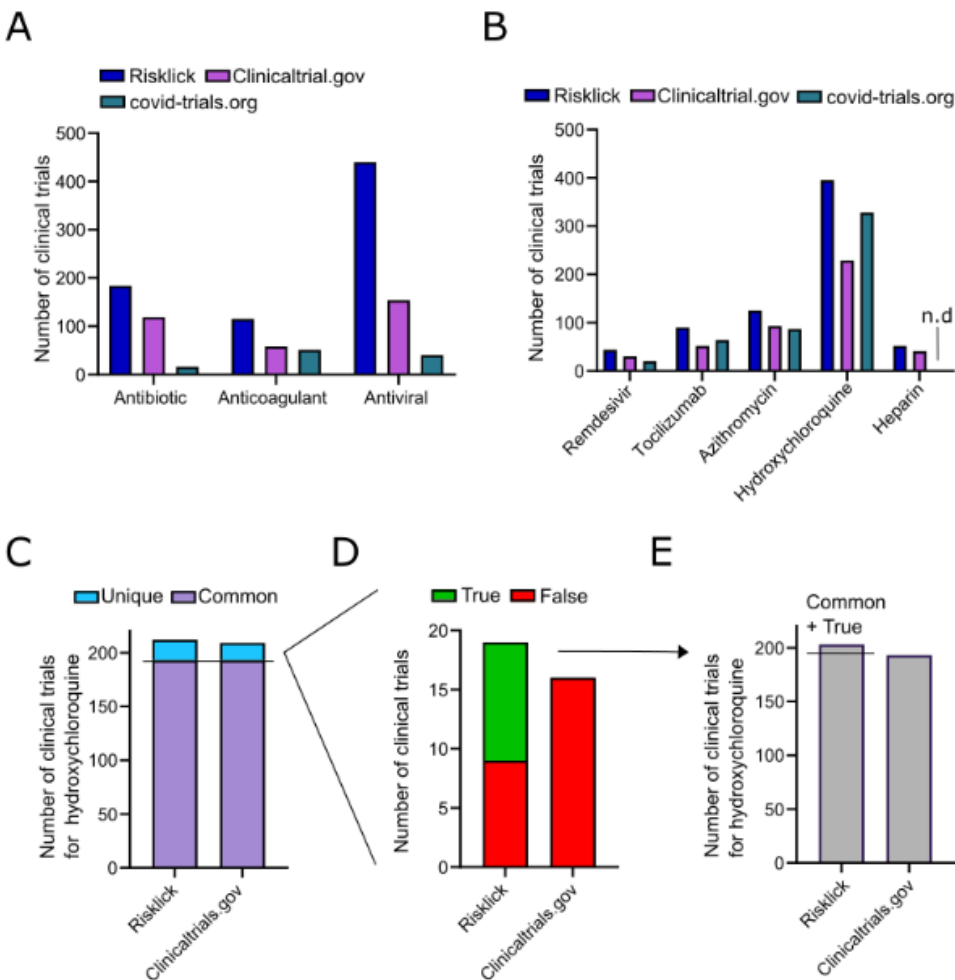 A
Risklick Clinicaltrial.gov
covid-trials.org
Number of clinical trials
500
400
300
200
100
0
Antibiotic Anticoagulant Antiviral
B
Risklick Clinicaltrial.gov covid-trials.org
Number of clinical trials
500
400
300
200
100
0
n.d
Remdesivir
Tocilizumab
Azithromycin
Hydroxychloroquine
Heparin
C
Unique Common
Number of clinical trials
for hydroxychloroquine
200
150
100
50
0
Risklick
Clinicaltrials.gov
D
True False
Number of clinical trials
20
15
10
5
0
Risklick
Clinicaltrials.gov
E
Common
+ True
Number of clinical trials
for hydroxychloroquine
200
150
100
50
0
Risklick
Clinicaltrials.gov